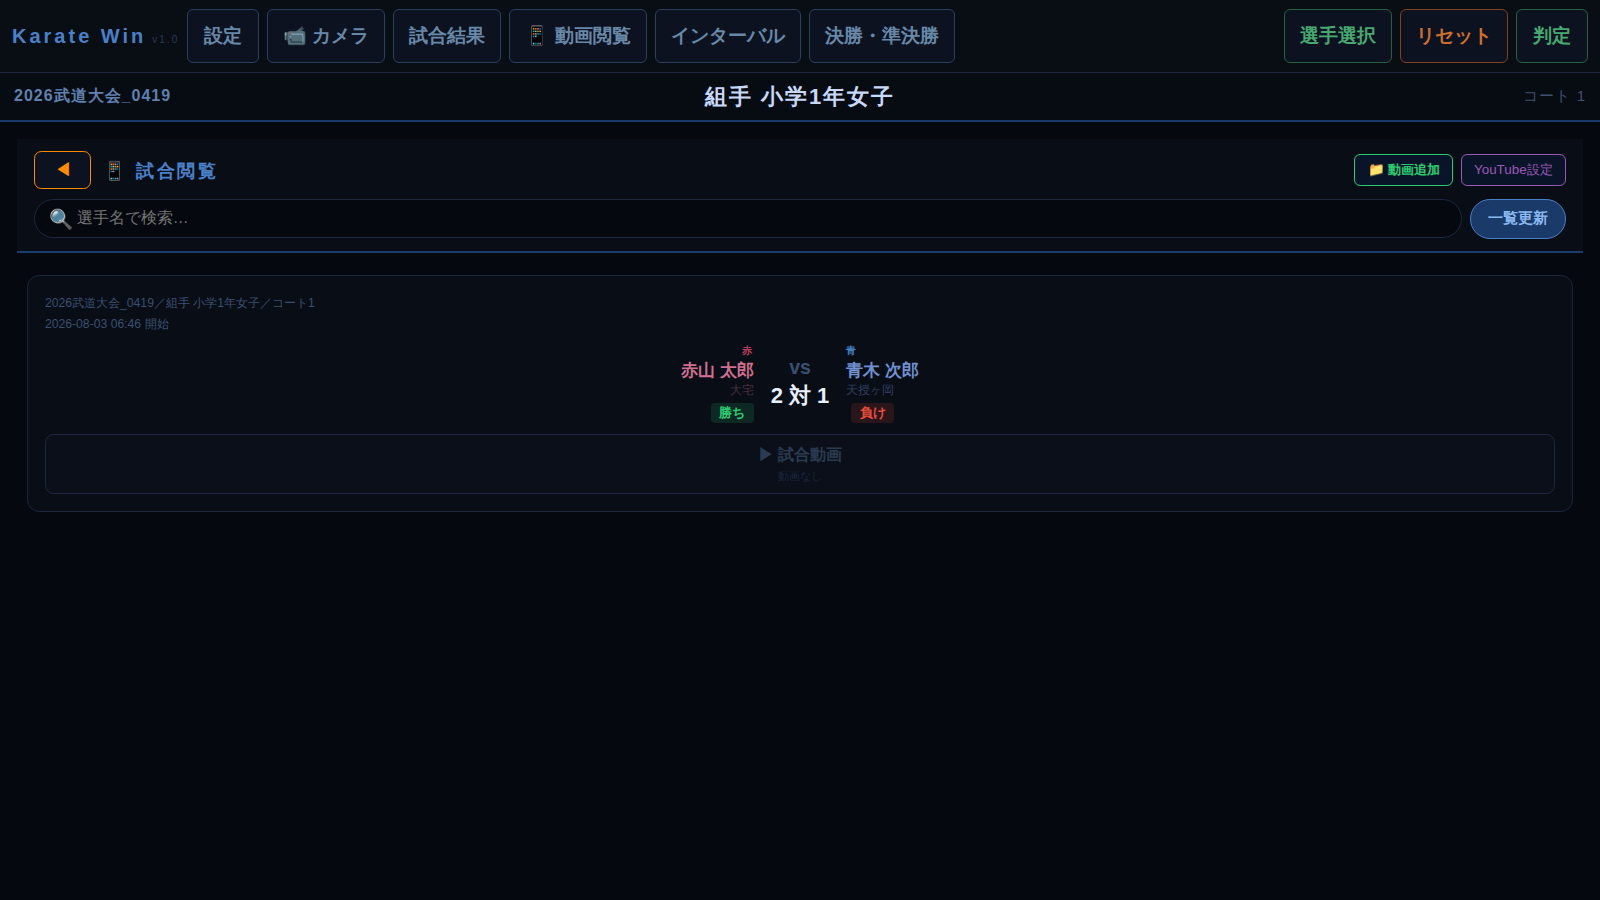 Karate Win v1.0 設定 📹 カメラ 試合結果 📱 動画閲覧 インターバル 決勝・準決勝 選手選択 リセット 判定
2026武道大会_0419 組手 小学1年女子 コート 1
◀ 📱 試合閲覧 📁 動画追加 YouTube設定
🔍 選手名で検索… 一覧更新
2026武道大会_0419／組手 小学1年女子／コート1
2026-08-03 06:46 開始
赤 青
赤山 太郎 vs 青木 次郎
大宅 2 対 1 天授ヶ岡
勝ち 負け
▶ 試合動画
動画なし